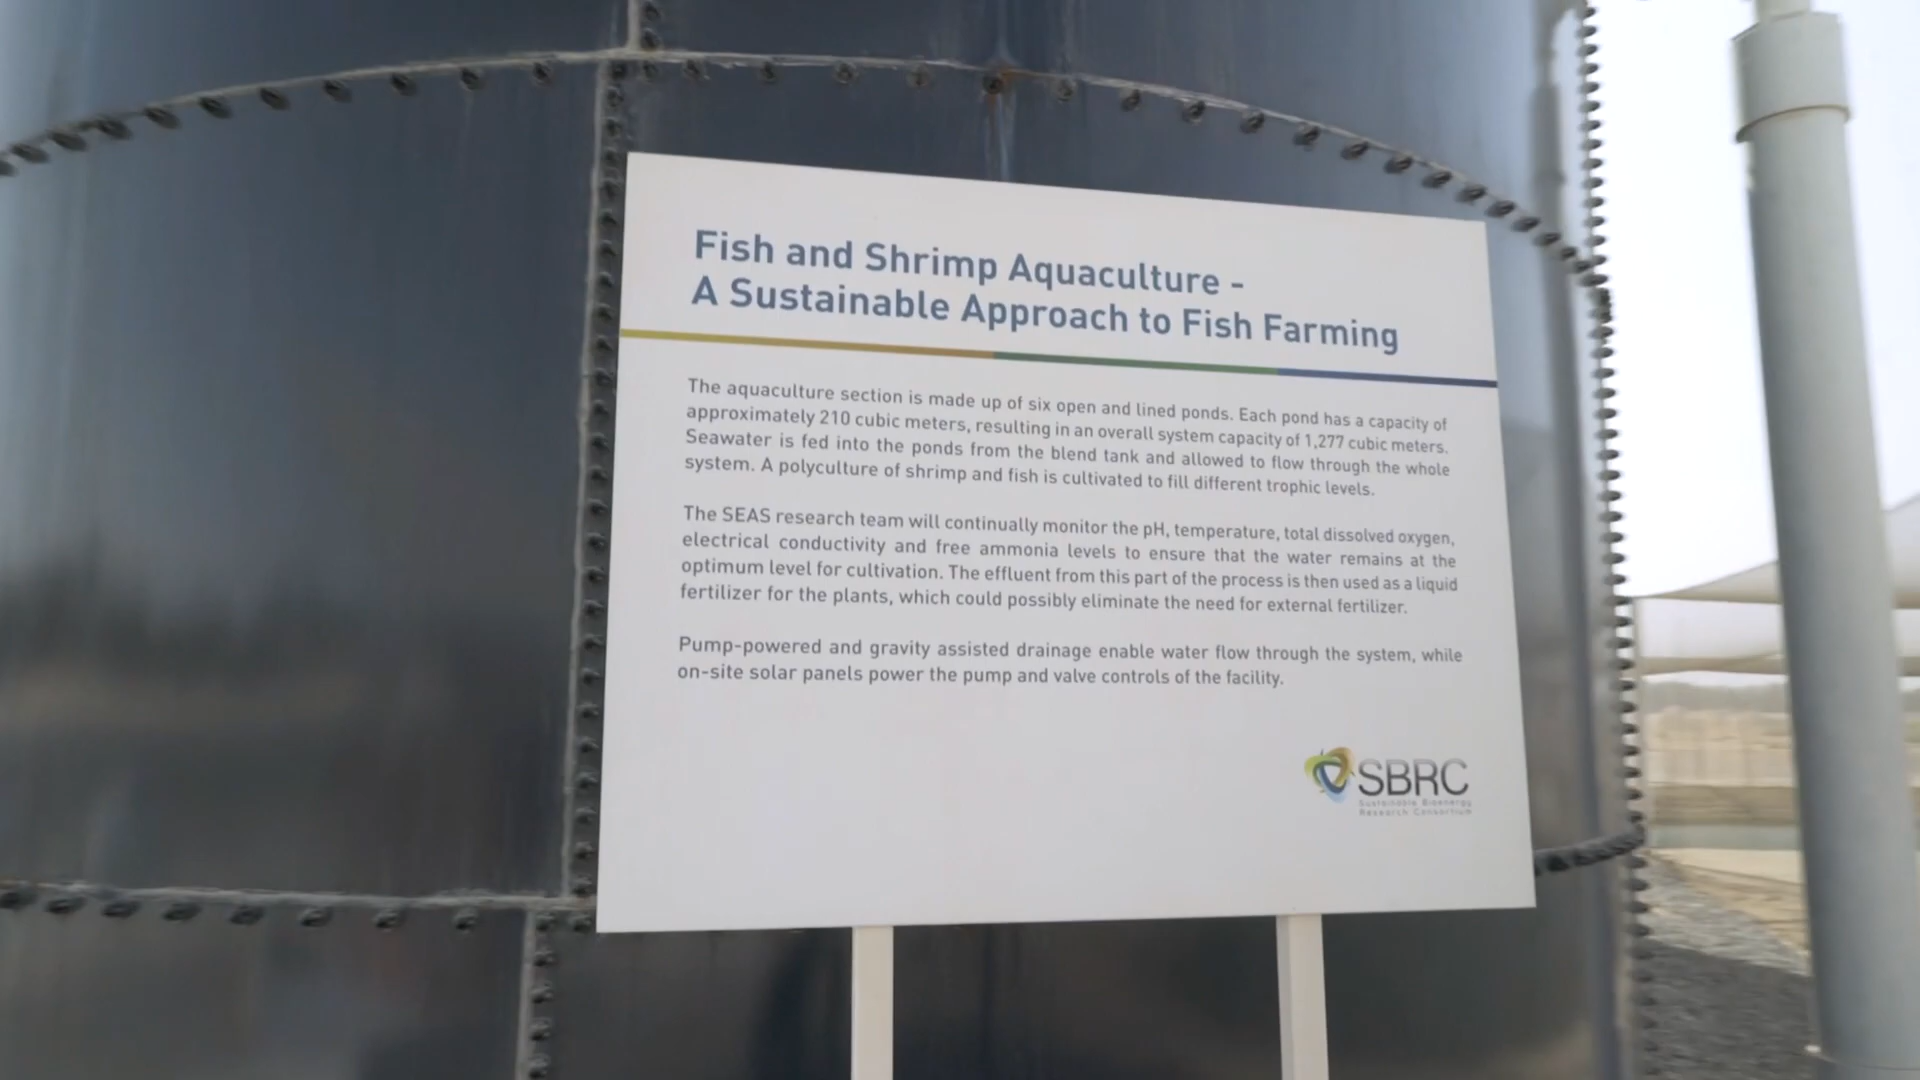 Fish and Shrimp Aquaculture -
A Sustainable Approach to Fish Farming
The aquaculture section is made up of six open and lined ponds. Each pond has a capacity of
approximately 210 cubic meters, resulting in an overall system capacity of 1,277 cubic meters.
Seawater is fed into the ponds from the blend tank and allowed to flow through the whole
system. A polyculture of shrimp and fish is cultivated to fill different trophic levels.
The SEAS research team will continually monitor the pH, temperature, total dissolved oxygen,
electrical conductivity and free ammonia levels to ensure that the water remains at the
optimum level for cultivation. The effluent from this part of the process is then used as a liquid
fertilizer for the plants, which could possibly eliminate the need for external fertilizer.
Pump-powered and gravity assisted drainage enable water flow through the system, while
on-site solar panels power the pump and valve controls of the facility.
SBRC
Sustainable Bioenergy
Research Consortium